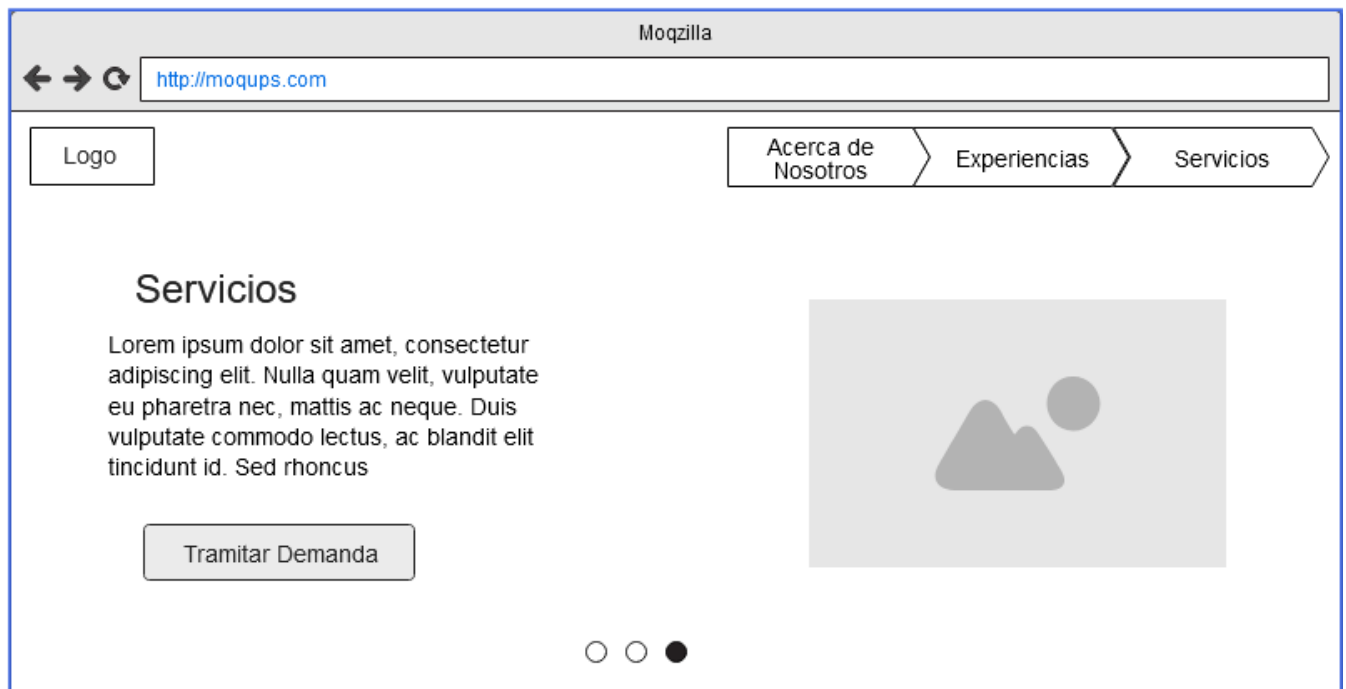 Moqzilla
http://moqups.com
Logo
Acerca de
Nosotros
Experiencias
Servicios
Servicios
Lorem ipsum dolor sit amet, consectetur
adipiscing elit. Nulla quam velit, vulputate
eu pharetra nec, mattis ac neque. Duis
vulputate commodo lectus, ac blandit elit
tincidunt id. Sed rhoncus
Tramitar Demanda